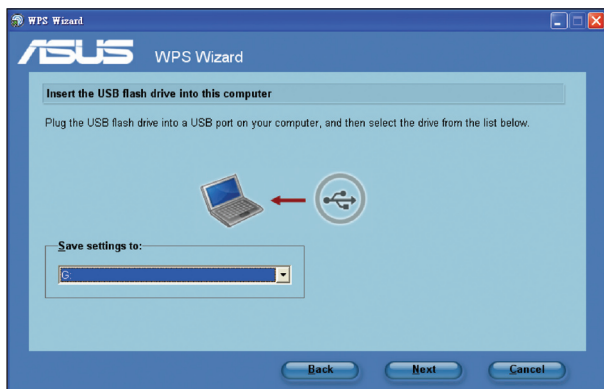 WPS Wizard
ASUS WPS Wizard
Insert the USB flash drive into this computer
Plug the USB flash drive into a USB port on your computer, and then select the drive from the list below.
Save settings to:
G:
Back Next Cancel